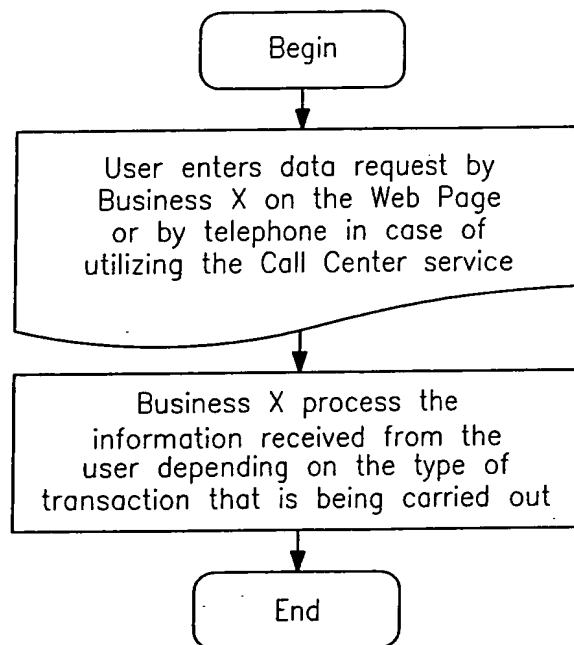 Begin
User enters data request by
Business X on the Web Page
or by telephone in case of
utilizing the Call Center service
Business X process the
information received from the
user depending on the type of
transaction that is being carried out
End